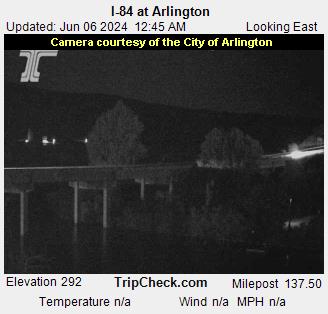 I-84 at Arlington
Updated: Jun 06 2024 12:45 AM Looking East
Camera courtesy of the City of Arlington
Elevation 292 TripCheck.com Milepost 137.50
Temperature n/a Wind n/a MPH n/a